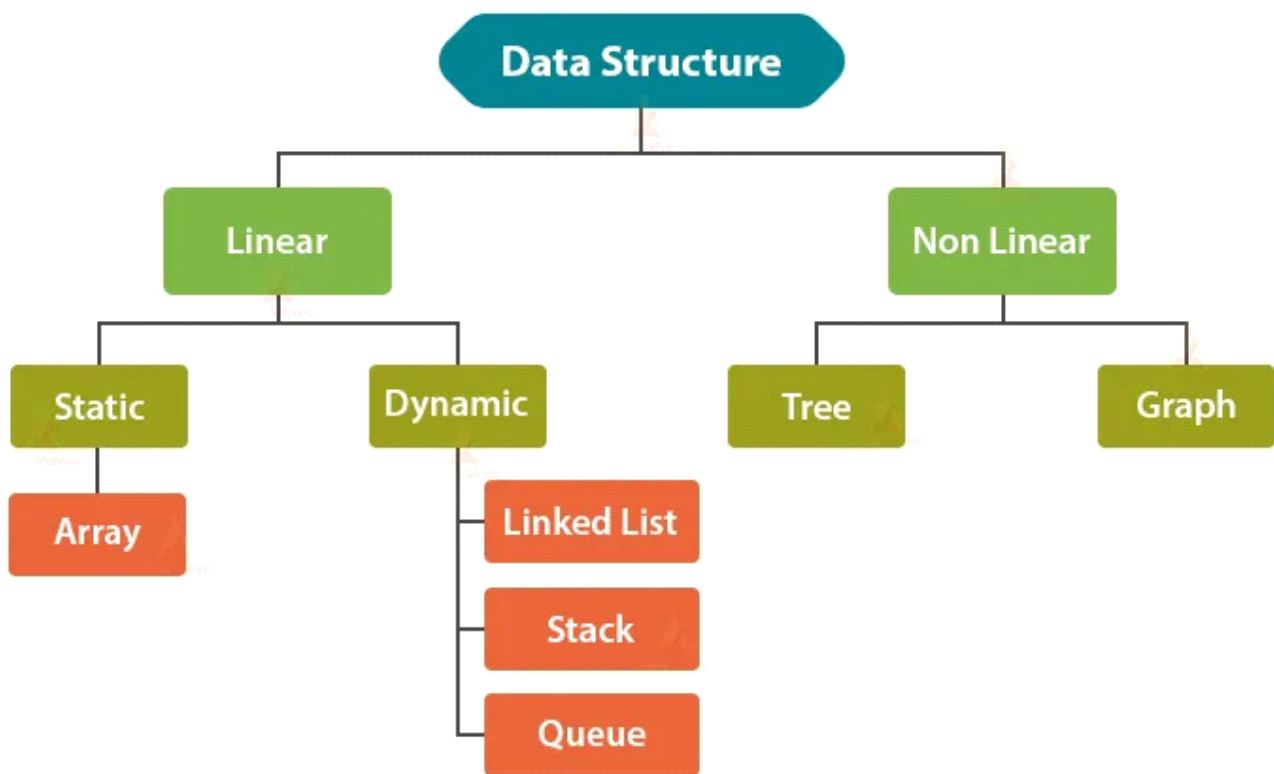 Data Structure
Linear
Non Linear
Static
Dynamic
Tree
Graph
Array
Linked List
Stack
Queue